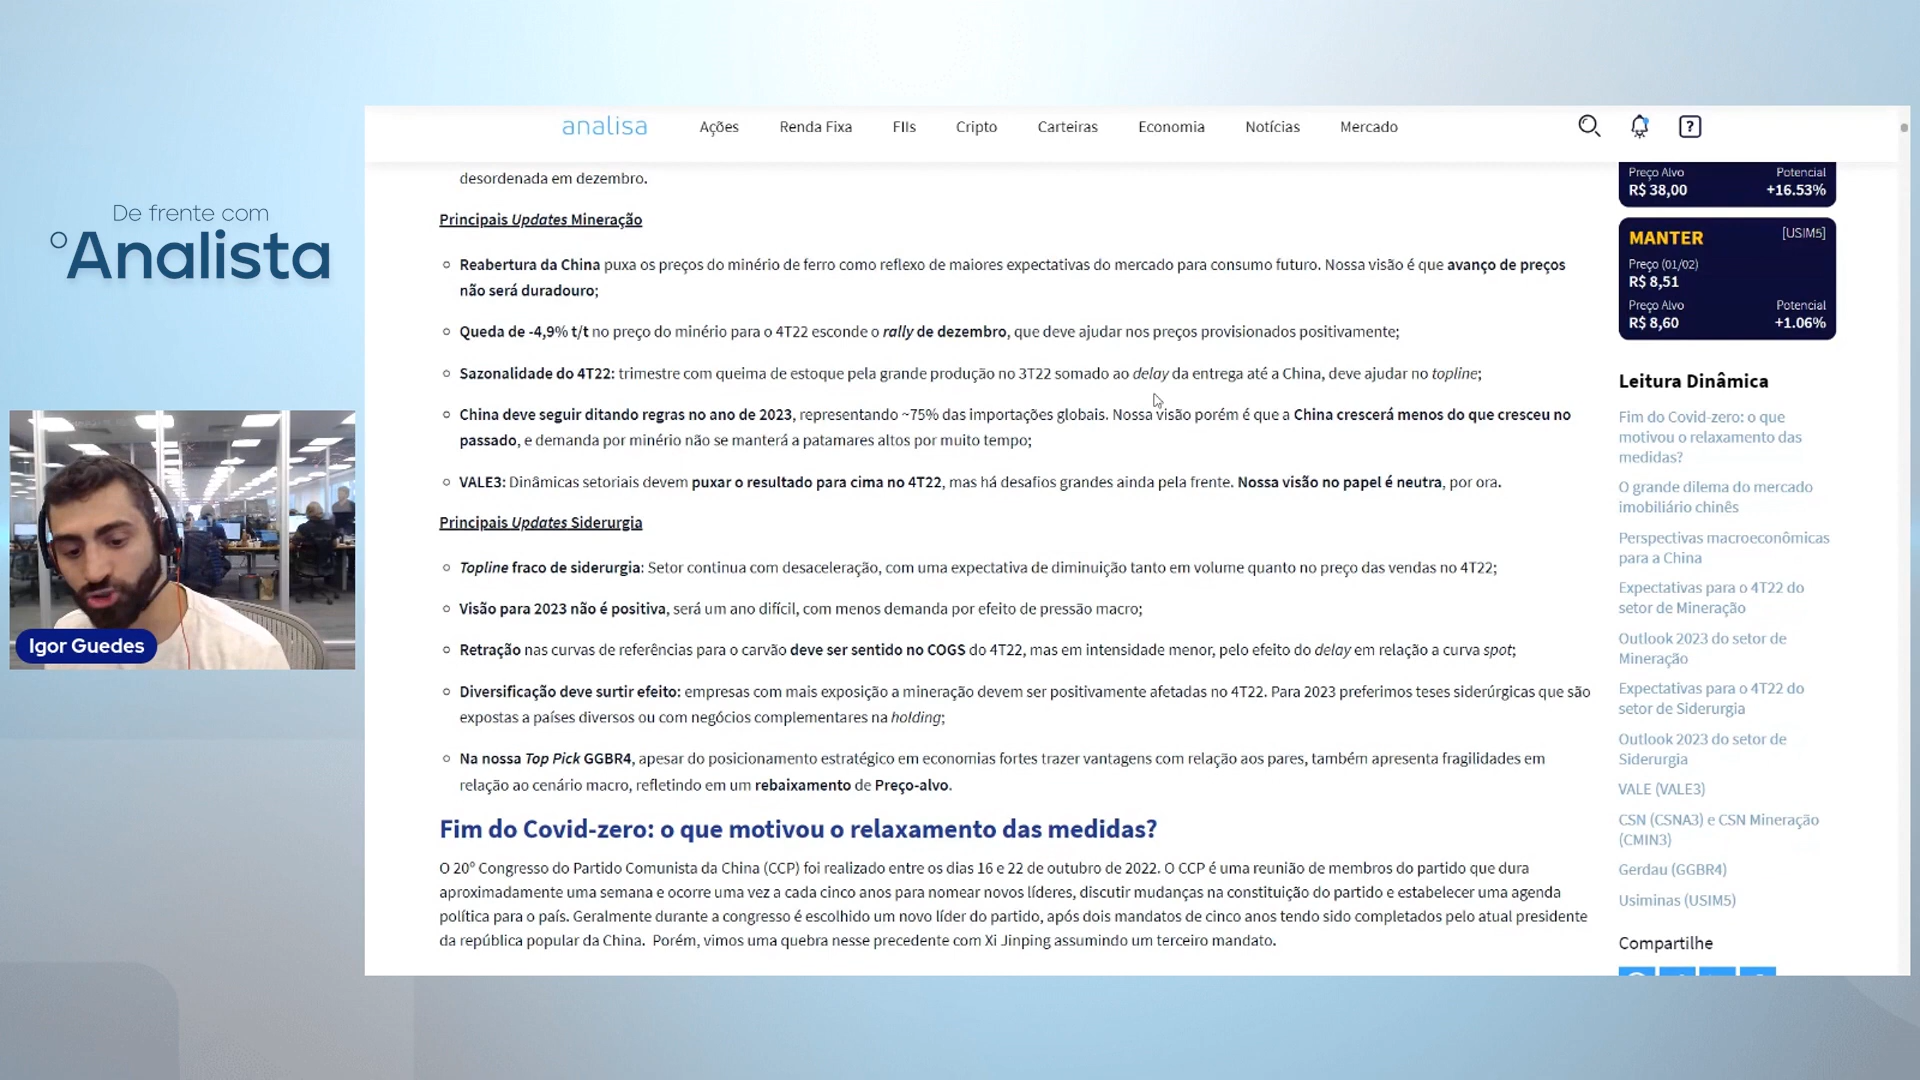 De frente com
o Analista
Igor Guedes
analisa
Ações
Renda Fixa
FIIs
Cripto
Carteiras
Economia
Notícias
Mercado
?
desordenada em dezembro.
Principais Updates Mineração
Reabertura da China puxa os preços do minério de ferro como reflexo de maiores expectativas do mercado para consumo futuro. Nossa visão é que avanço de preços
não será duradouro;
Queda de -4,9% t/t no preço do minério para o 4T22 esconde o rally de dezembro, que deve ajudar nos preços provisionados positivamente;
Sazonalidade do 4T22: trimestre com queima de estoque pela grande produção no 3T22 somado ao delay da entrega até a China, deve ajudar no topline;
China deve seguir ditando regras no ano de 2023, representando ~75% das importações globais. Nossa visão porém é que a China crescerá menos do que cresceu no
passado, e demanda por minério não se manterá a patamares altos por muito tempo;
VALE3: Dinâmicas setoriais devem puxar o resultado para cima no 4T22, mas há desafios grandes ainda pela frente. Nossa visão no papel é neutra, por ora.
Principais Updates Siderurgia
Topline fraco de siderurgia: Setor continua com desaceleração, com uma expectativa de diminuição tanto em volume quanto no preço das vendas no 4T22;
Visão para 2023 não é positiva, será um ano difícil, com menos demanda por efeito de pressão macro;
Retração nas curvas de referências para o carvão deve ser sentido no COGS do 4T22, mas em intensidade menor, pelo efeito do delay em relação a curva spot;
Diversificação deve surtir efeito: empresas com mais exposição a mineração devem ser positivamente afetadas no 4T22. Para 2023 preferimos teses siderúrgicas que são
expostas a países diversos ou com negócios complementares na holding;
Na nossa Top Pick GGBR4, apesar do posicionamento estratégico em economias fortes trazer vantagens com relação aos pares, também apresenta fragilidades em
relação ao cenário macro, refletindo em um rebaixamento de Preço-alvo.
Fim do Covid-zero: o que motivou o relaxamento das medidas?
O 20º Congresso do Partido Comunista da China (CCP) foi realizado entre os dias 16 e 22 de outubro de 2022. O CCP é uma reunião de membros do partido que dura
aproximadamente uma semana e ocorre uma vez a cada cinco anos para nomear novos líderes, discutir mudanças na constituição do partido e estabelecer uma agenda
política para o país. Geralmente durante a congresso é escolhido um novo líder do partido, após dois mandatos de cinco anos tendo sido completados pelo atual presidente
da república popular da China. Porém, vimos uma quebra nesse precedente com Xi Jinping assumindo um terceiro mandato.
Preço Alvo Potencial
R$ 38,00 +16.53%
MANTER [USIM5]
Preço (01/02)
R$ 8,51
Preço Alvo Potencial
R$ 8,60 +1.06%
Leitura Dinâmica
Fim do Covid-zero: o que
motivou o relaxamento das
medidas?
O grande dilema do mercado
imobiliário chinês
Perspectivas macroeconômicas
para a China
Expectativas para o 4T22 do
setor de Mineração
Outlook 2023 do setor de
Mineração
Expectativas para o 4T22 do
setor de Siderurgia
Outlook 2023 do setor de
Siderurgia
VALE (VALE3)
CSN (CSNA3) e CSN Mineração
(CMIN3)
Gerdau (GGBR4)
Usiminas (USIM5)
Compartilhe